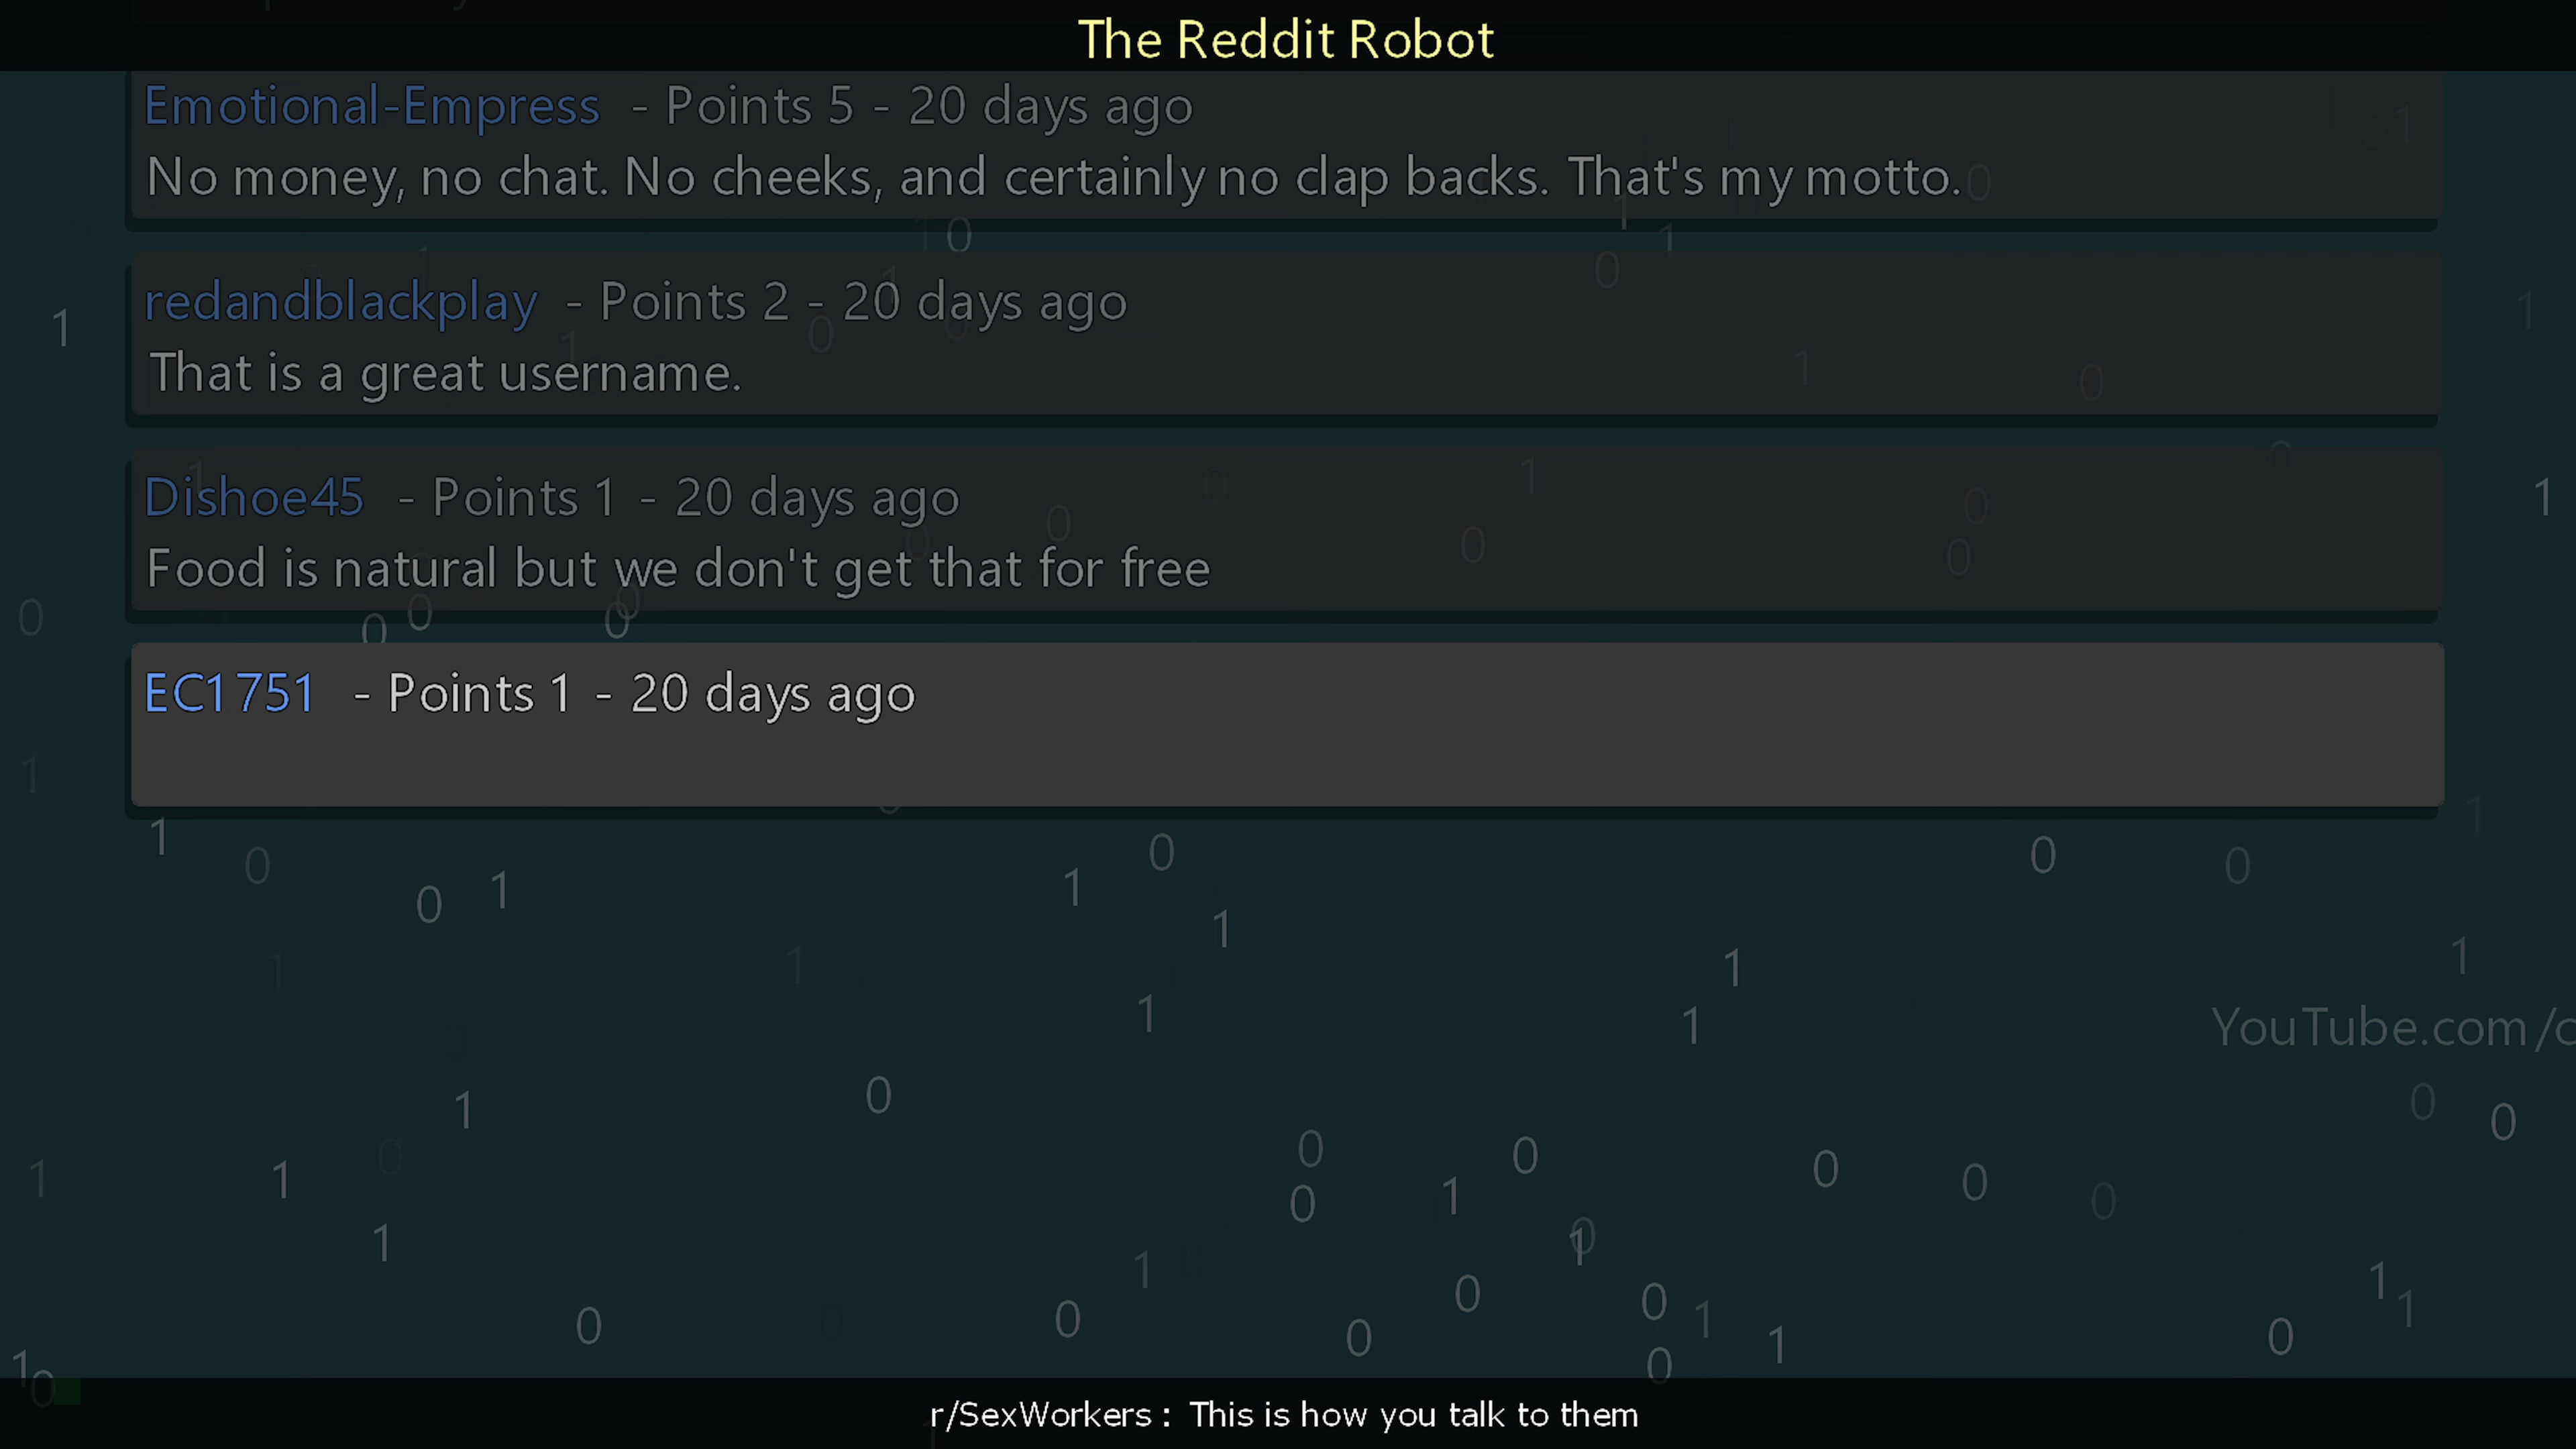 The Reddit Robot
Emotional-Empress - Points 5 - 20 days ago
No money, no chat. No cheeks, and certainly no clap backs. That's my motto.
redandblackplay - Points 2 - 20 days ago
That is a great username.
Dishoe45 - Points 1 - 20 days ago
Food is natural but we don't get that for free
EC1751 - Points 1 - 20 days ago
YouTube.com/c
r/SexWorkers : This is how you talk to them